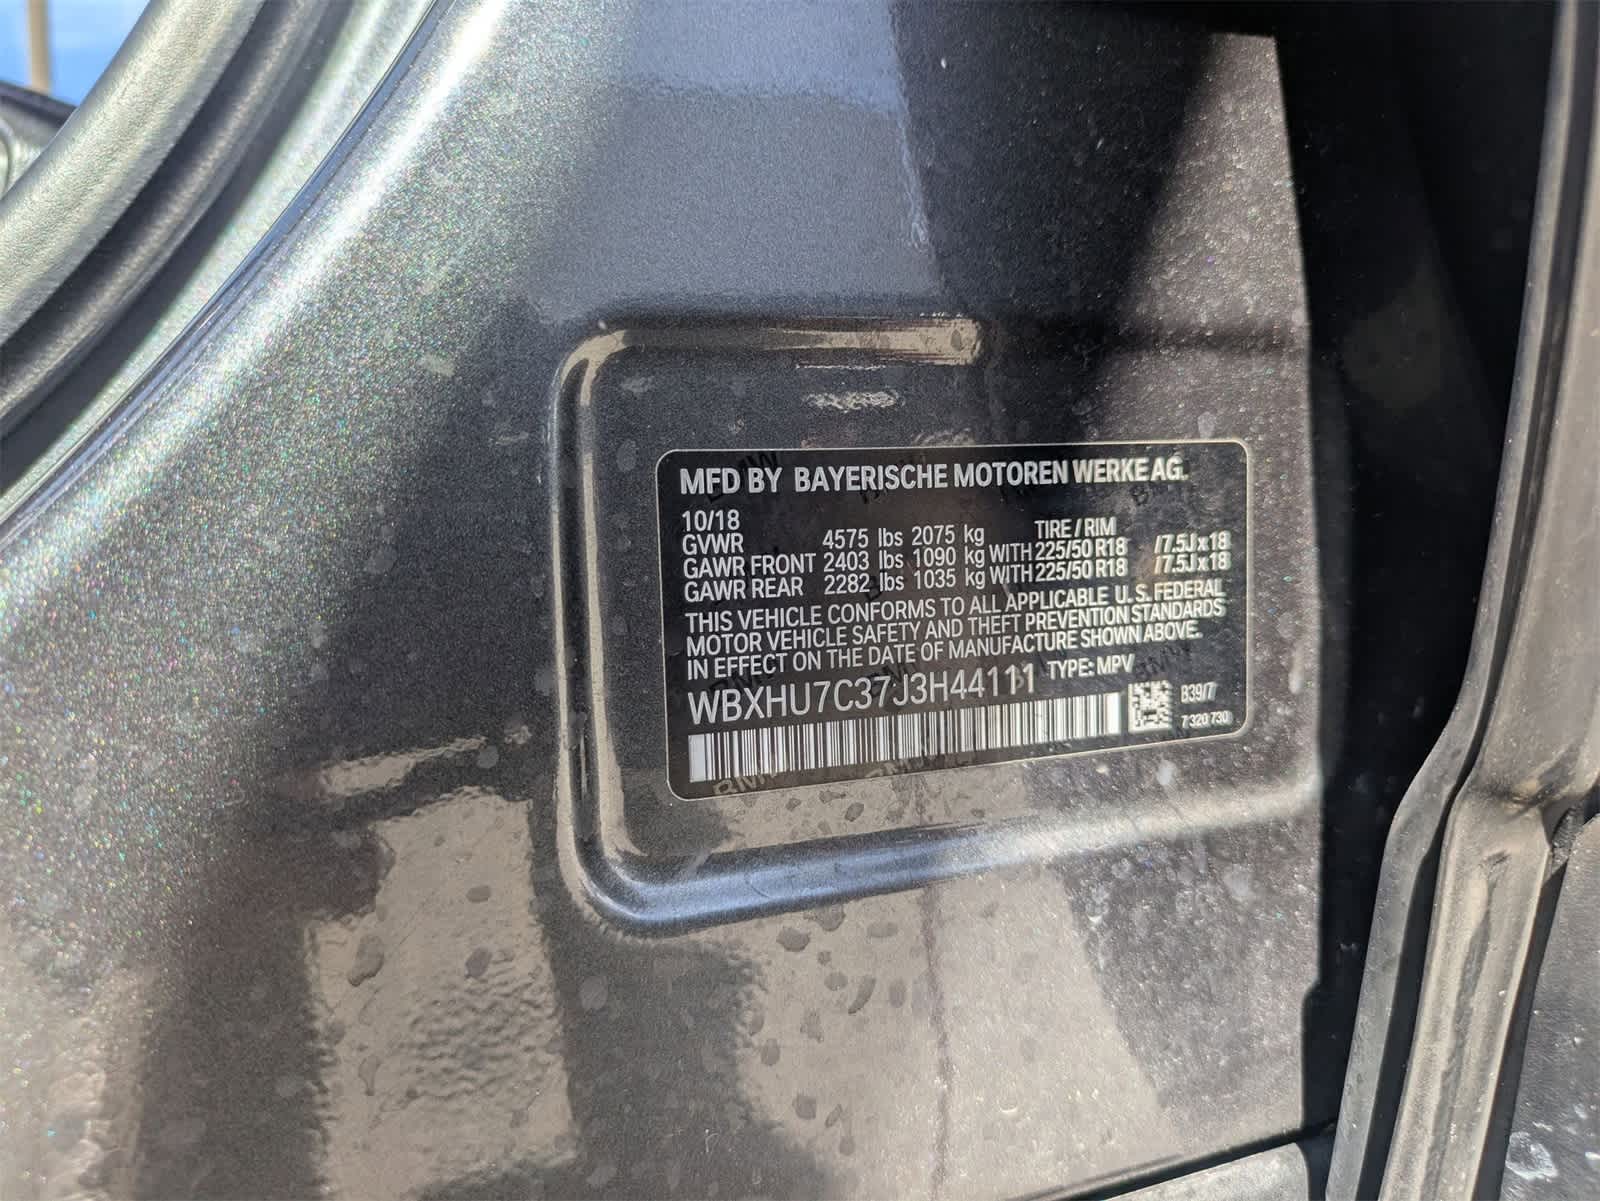 MFD BY BAYERISCHE MOTOREN WERKE AG.
10/18 TIRE / RIM
GVWR 4575 lbs 2075 kg
GAWR FRONT 2403 lbs 1090 kg WITH 225/50 R18 /7.5J x 18
GAWR REAR 2282 lbs 1035 kg WITH 225/50 R18 /7.5J x 18
THIS VEHICLE CONFORMS TO ALL APPLICABLE U.S. FEDERAL
MOTOR VEHICLE SAFETY AND THEFT PREVENTION STANDARDS
IN EFFECT ON THE DATE OF MANUFACTURE SHOWN ABOVE.
WBXHU7C37J3H44111 TYPE: MPV
B39/7
7 320 730